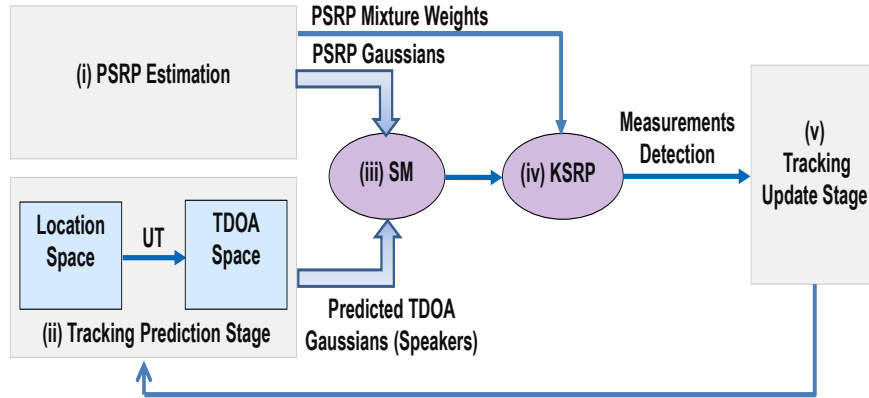 PSRP Mixture Weights
PSRP Gaussians
(i) PSRP Estimation
(iii) SM
(iv) KSRP
Measurements
Detection
(v)
Tracking
Update Stage
Location
Space
UT
TDOA
Space
(ii) Tracking Prediction Stage
Predicted TDOA
Gaussians (Speakers)